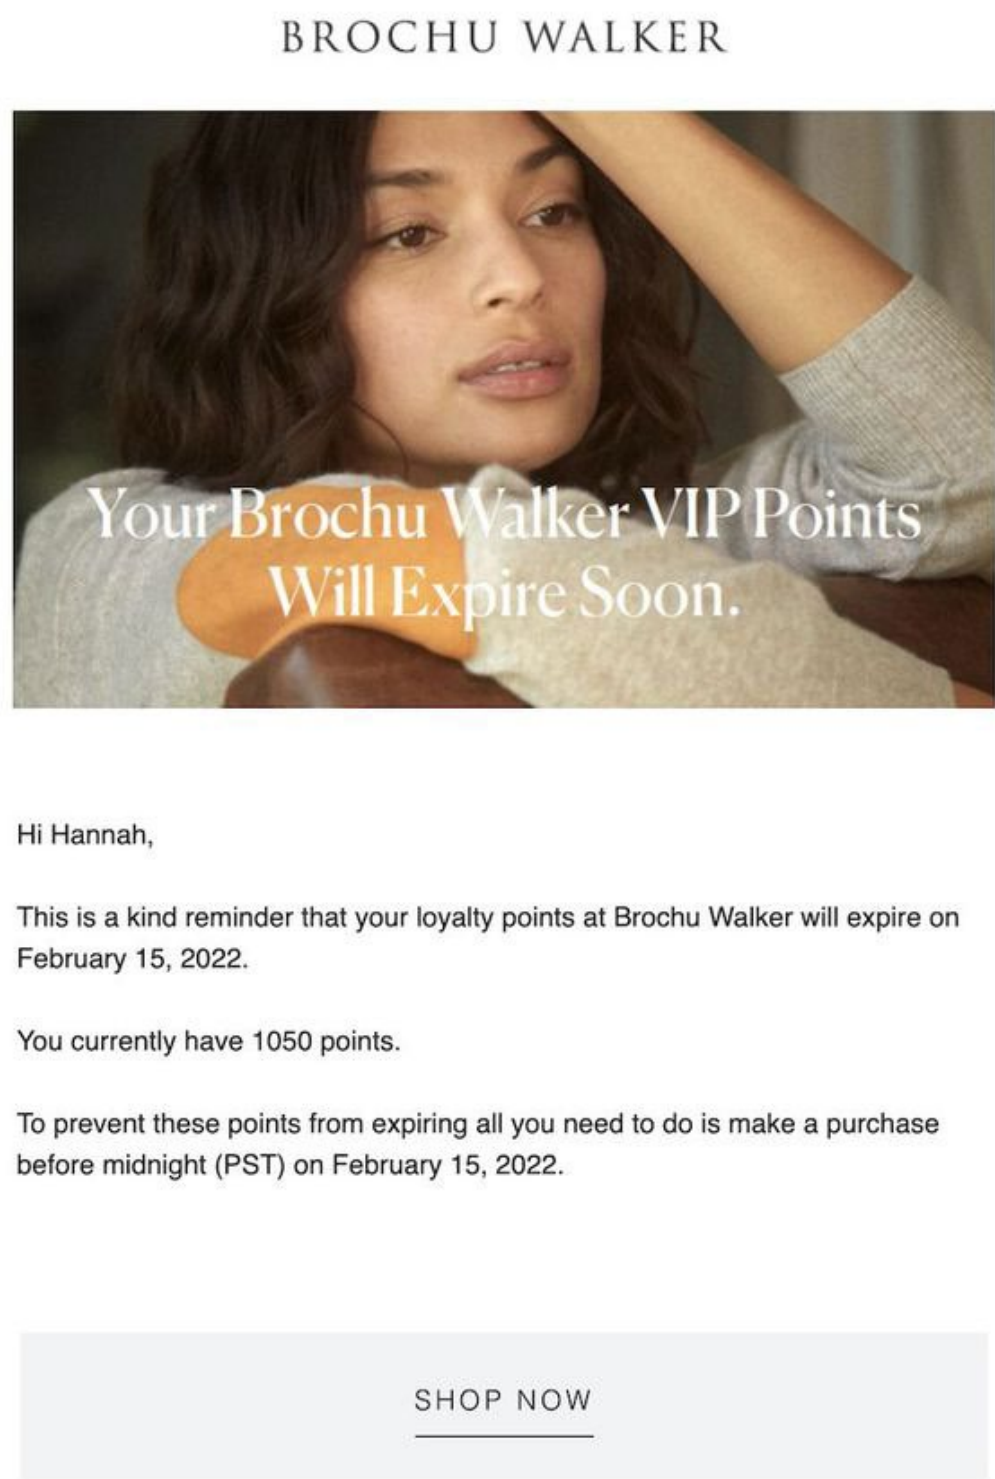 BROCHU WALKER
Your Brochu Walker VIP Points
Will Expire Soon.
Hi Hannah,
This is a kind reminder that your loyalty points at Brochu Walker will expire on
February 15, 2022.
You currently have 1050 points.
To prevent these points from expiring all you need to do is make a purchase
before midnight (PST) on February 15, 2022.
SHOP NOW